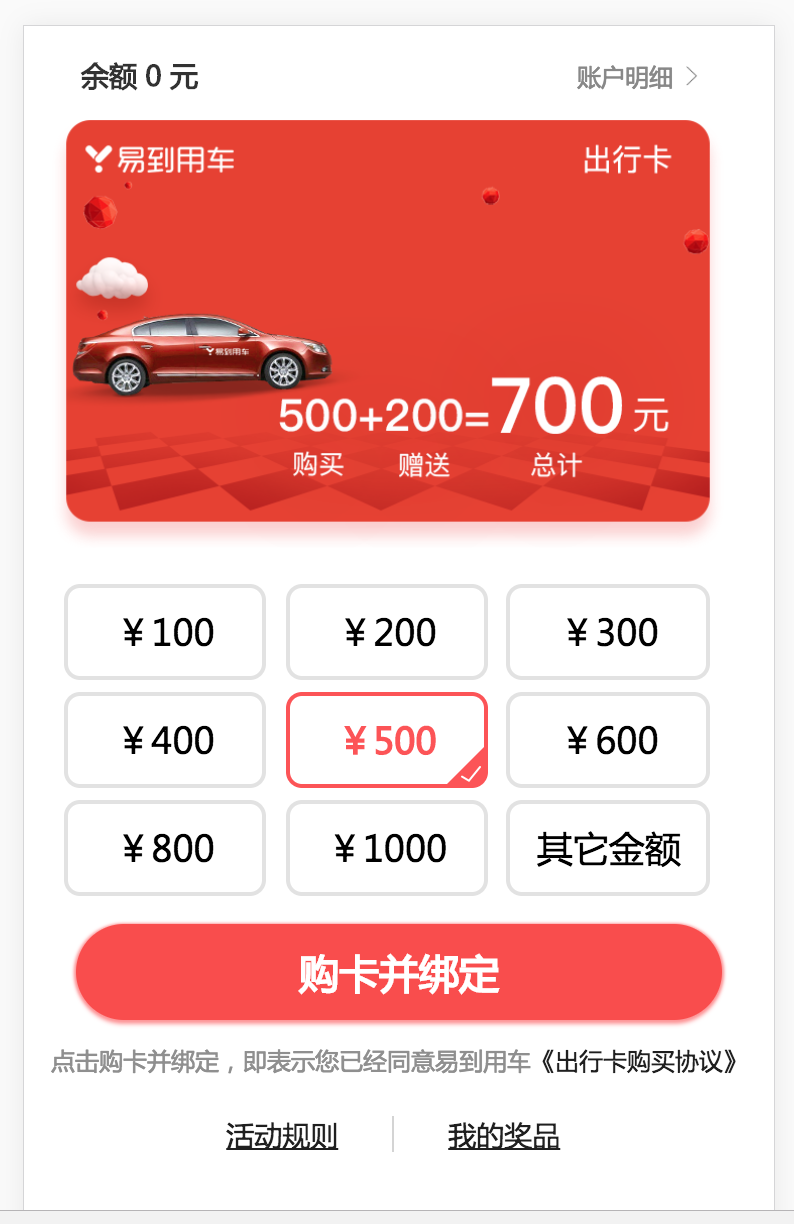 余额 0 元
账户明细
易到用车
出行卡
易到用车
500+200=700 元
购买 赠送 总计
￥100 ￥200 ￥300
￥400 ￥500 ￥600
￥800 ￥1000 其它金额
购卡并绑定
点击购卡并绑定，即表示您已经同意易到用车《出行卡购买协议》
活动规则 我的奖品